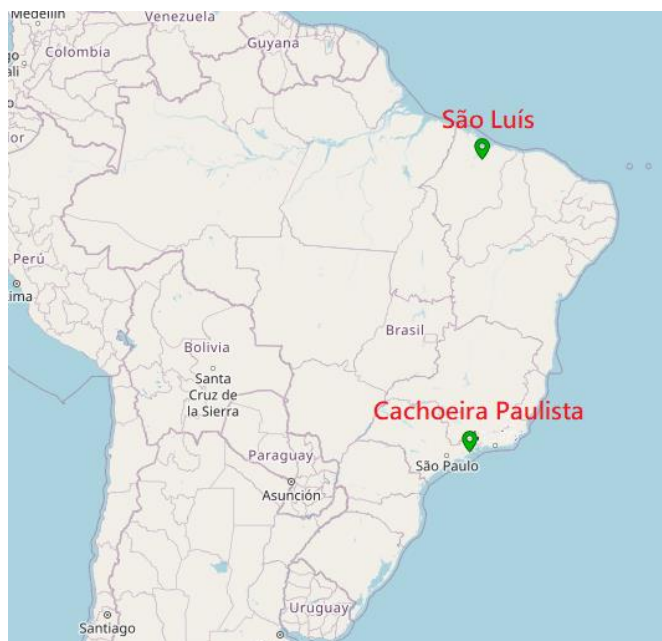 Medellín
Venezuela
Guyana
Colombia
São Luís
Perú
Brasil
Bolivia
Santa
Cruz de
la Sierra
Cachoeira Paulista
Paraguay
São Paulo
Asunción
Uruguay
Santiago